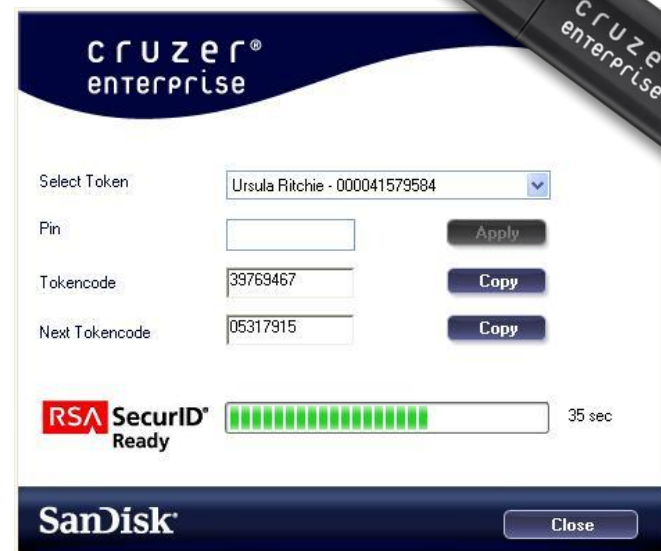 cruzer®
enterprise
cruze
enterprise
Select Token
Ursula Ritchie - 000041579584
Pin
Apply
Tokencode
39769467
Copy
Next Tokencode
05317915
Copy
RSA SecurID®
Ready
35 sec
SanDisk®
Close